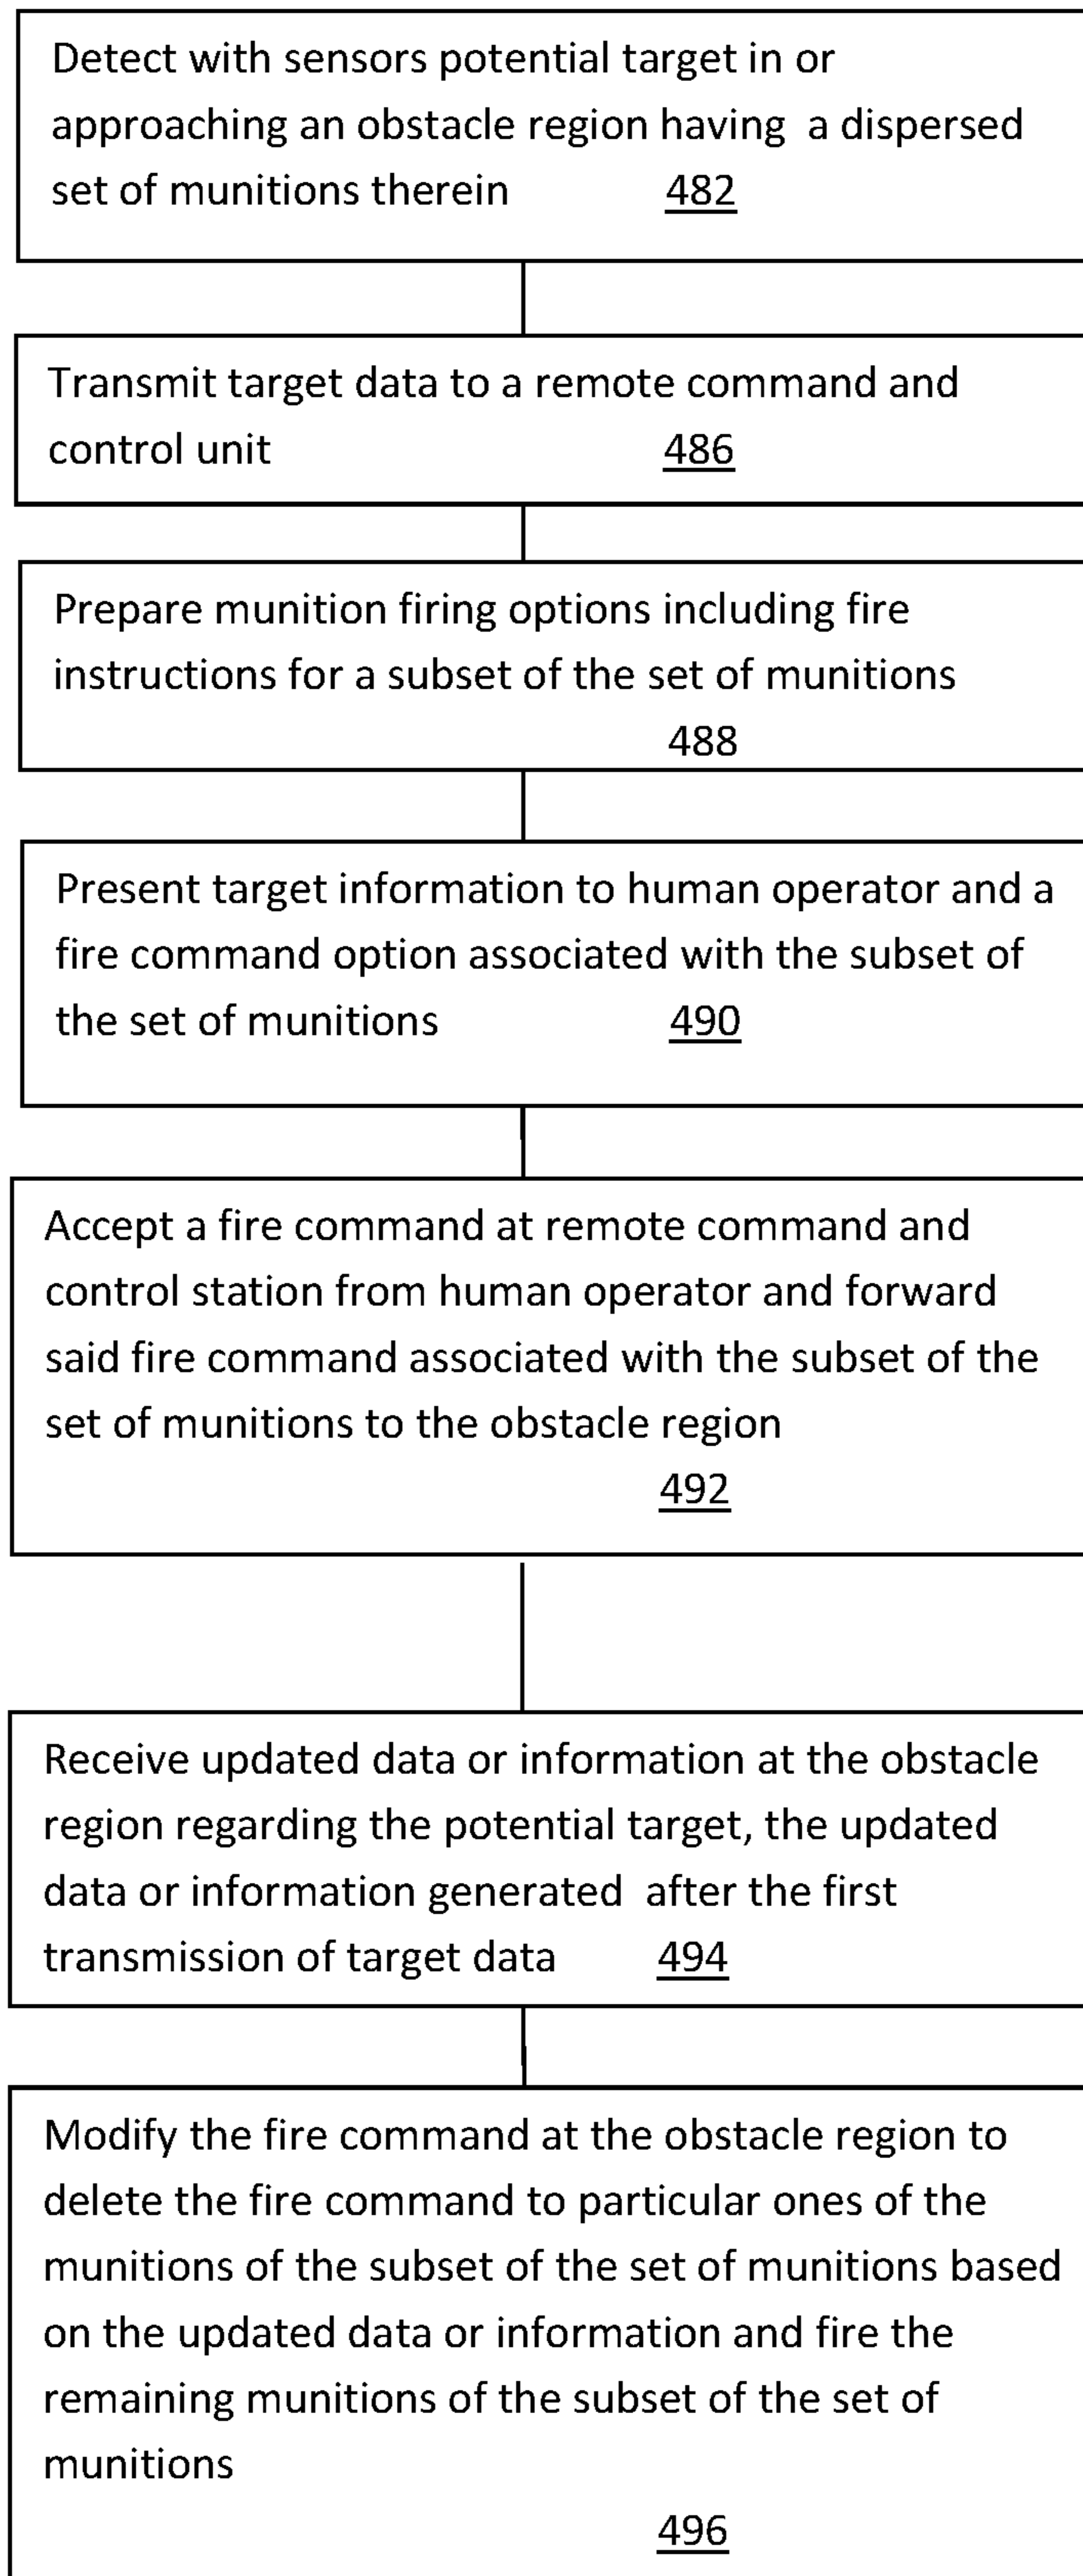 Detect with sensors potential target in or
approaching an obstacle region having  a dispersed
set of munitions therein 482
Transmit target data to a remote command and
control unit 486
Prepare munition firing options including fire
instructions for a subset of the set of munitions
488
Present target information to human operator and a
fire command option associated with the subset of
the set of munitions 490
Accept a fire command at remote command and
control station from human operator and forward
said fire command associated with the subset of the
set of munitions to the obstacle region
492
Receive updated data or information at the obstacle
region regarding the potential target, the updated
data or information generated  after the first
transmission of target data 494
Modify the fire command at the obstacle region to
delete the fire command to particular ones of the
munitions of the subset of the set of munitions based
on the updated data or information and fire the
remaining munitions of the subset of the set of
munitions
496